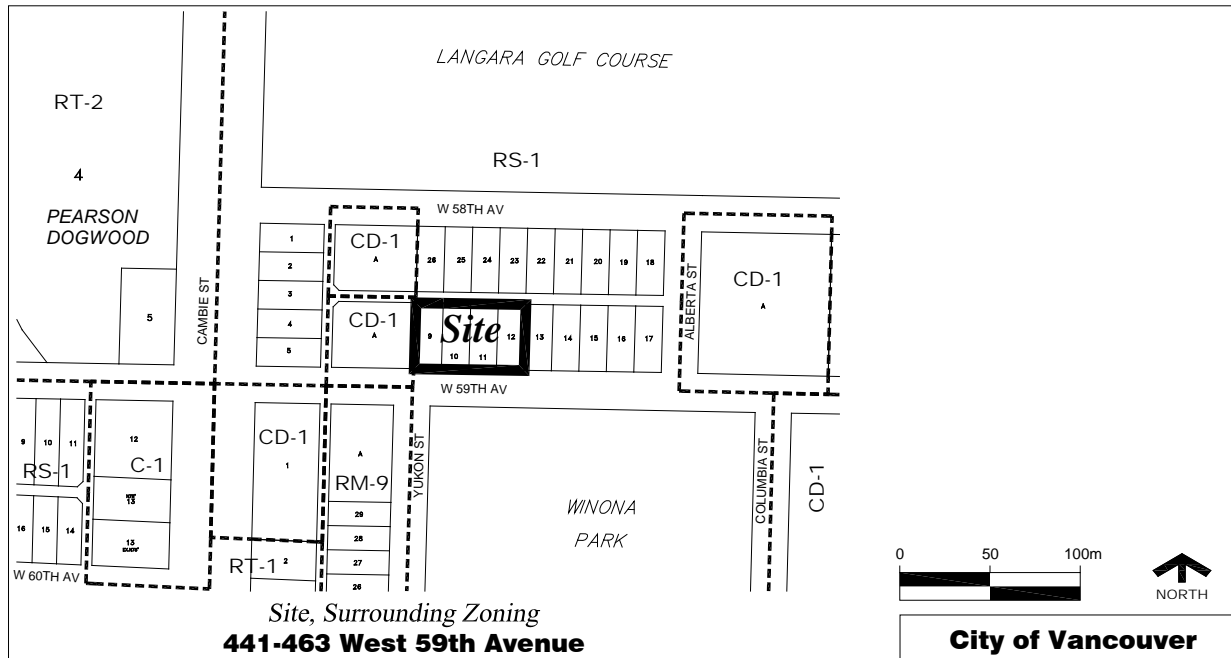 LANGARA GOLF COURSE
RT-2
RS-1
4
PEARSON
DOGWOOD
W 58TH AV
CAMBIE ST
1
2
3
4
5
5
CD-1
A
26 25 24 23 22 21 20 19 18
ALBERTA ST
CD-1
A
CD-1
A
Site
9 10 11 12 13 14 15 16 17
W 59TH AV
9 10 11
RS-1
12
C-1
13
13
16 15 14
W 60TH AV
CD-1
1
RT-1
2
A
RM-9
29
28
27
26
YUKON ST
WINONA
PARK
COLUMBIA ST
CD-1
0 50 100m
NORTH
Site, Surrounding Zoning
441-463 West 59th Avenue
City of Vancouver